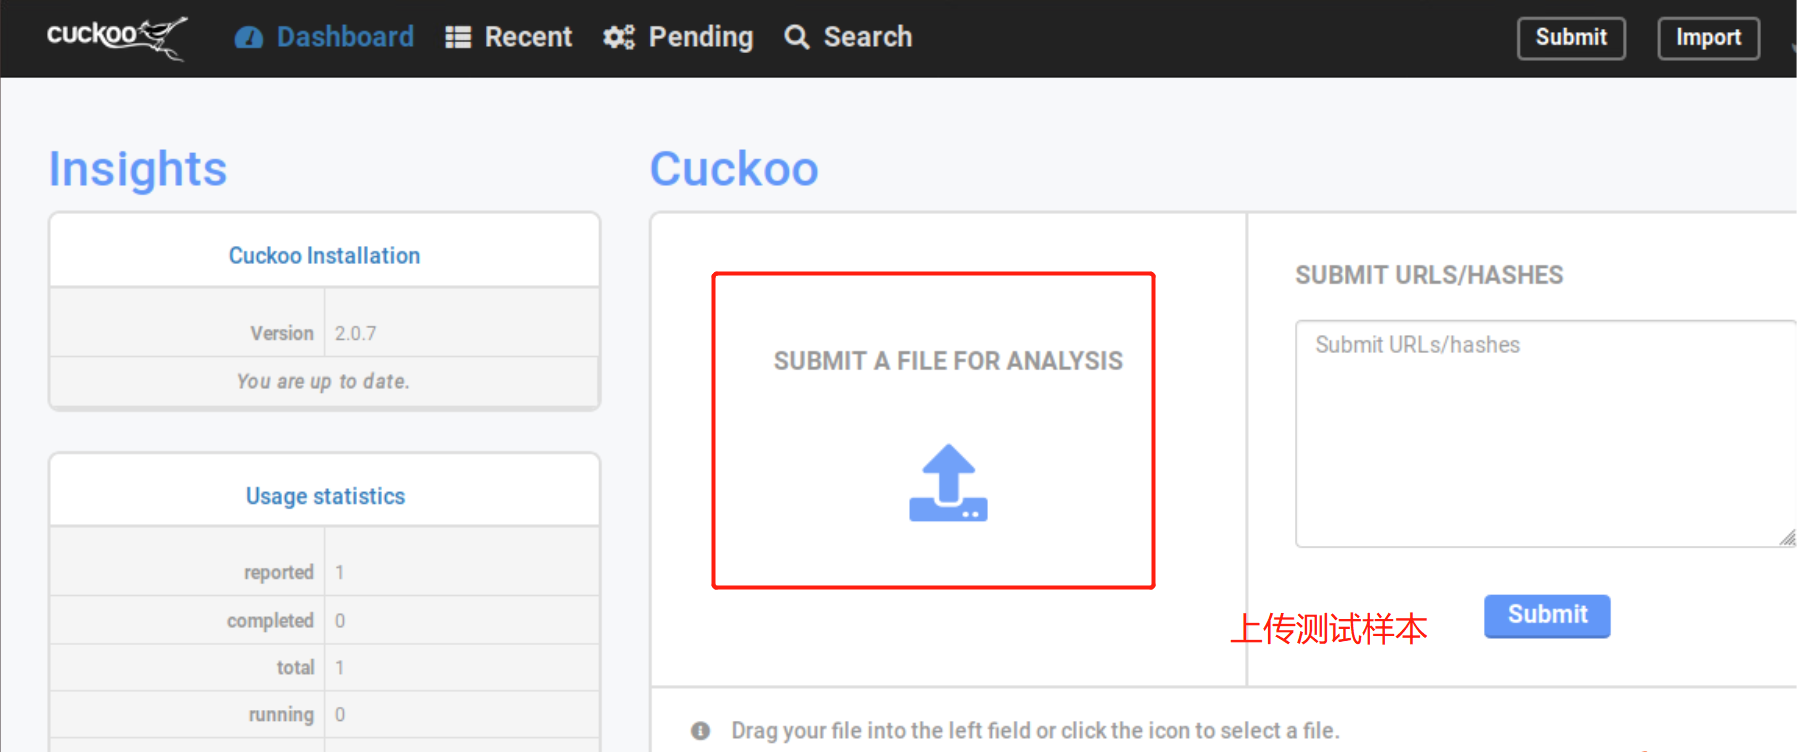 cuckoo Dashboard Recent Pending Search Submit Import
Insights
Cuckoo Installation
Version 2.0.7
You are up to date.
Usage statistics
reported 1
completed 0
total 1
running 0
Cuckoo
SUBMIT A FILE FOR ANALYSIS
SUBMIT URLS/HASHES
Submit URLs/hashes
上传测试样本
Submit
Drag your file into the left field or click the icon to select a file.